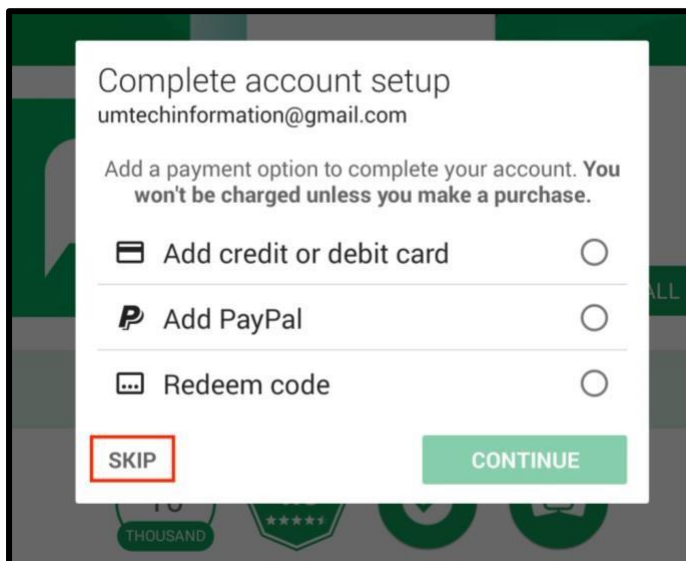 Complete account setup
umtechinformation@gmail.com
Add a payment option to complete your account. You
won't be charged unless you make a purchase.
Add credit or debit card
ALL
Add PayPal
Redeem code
SKIP
CONTINUE
THOUSAND